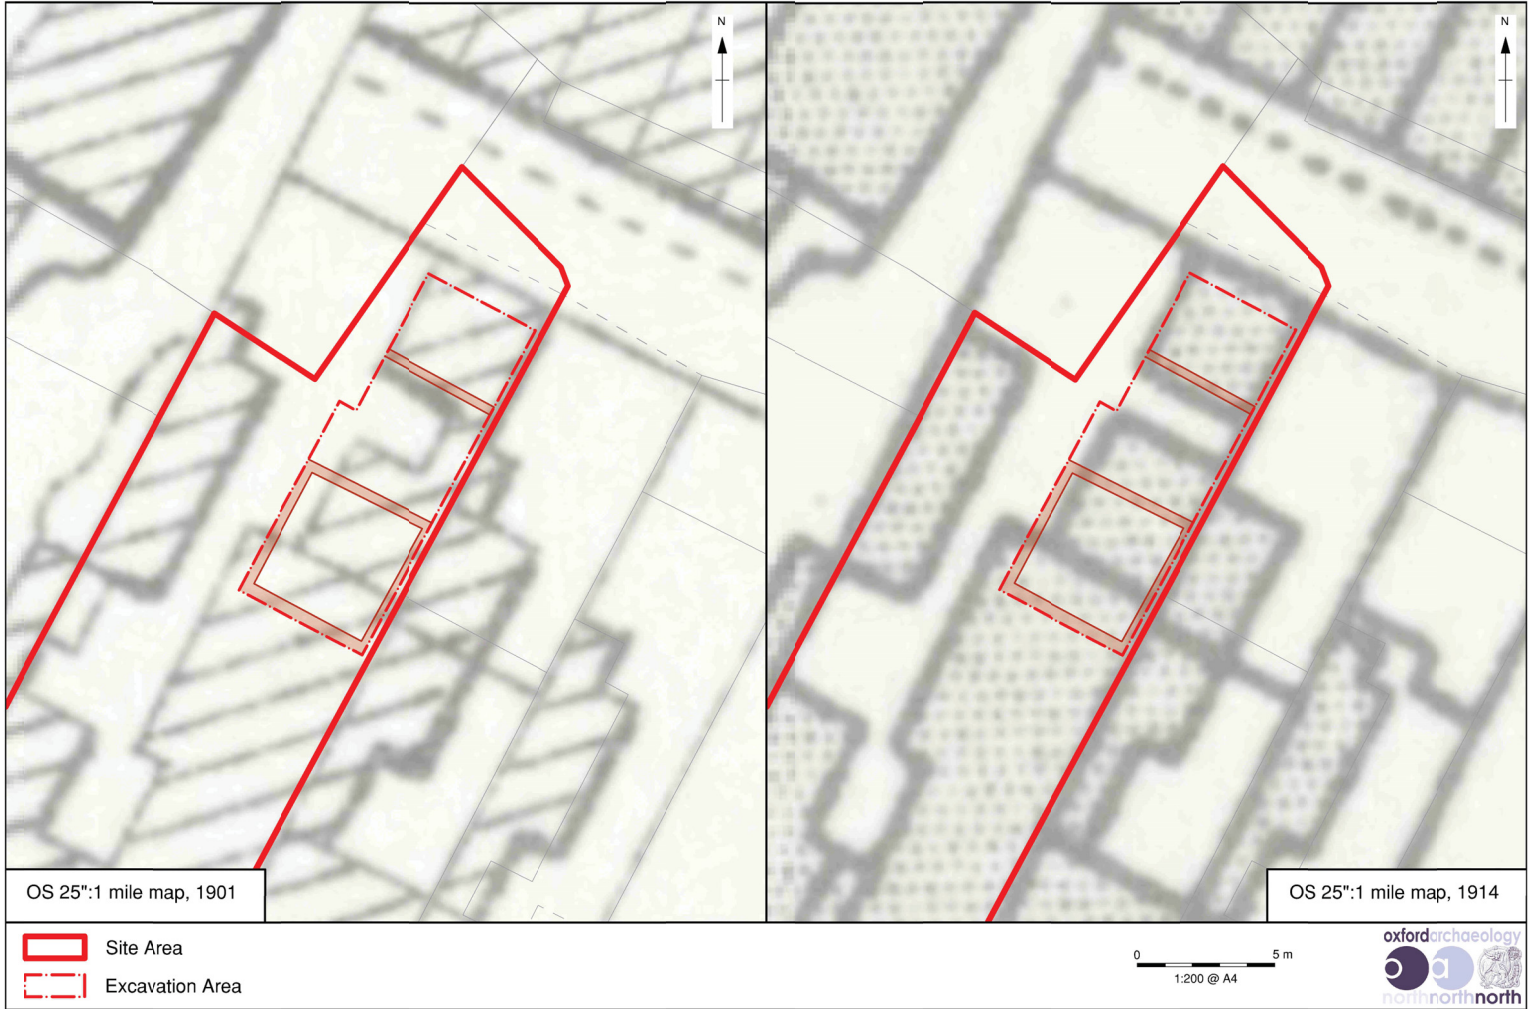 N
N
OS 25":1 mile map, 1901
OS 25":1 mile map, 1914
Site Area
Excavation Area
0 5 m
1:200 @ A4
oxfordarchaeology
oa
northnorthnorth